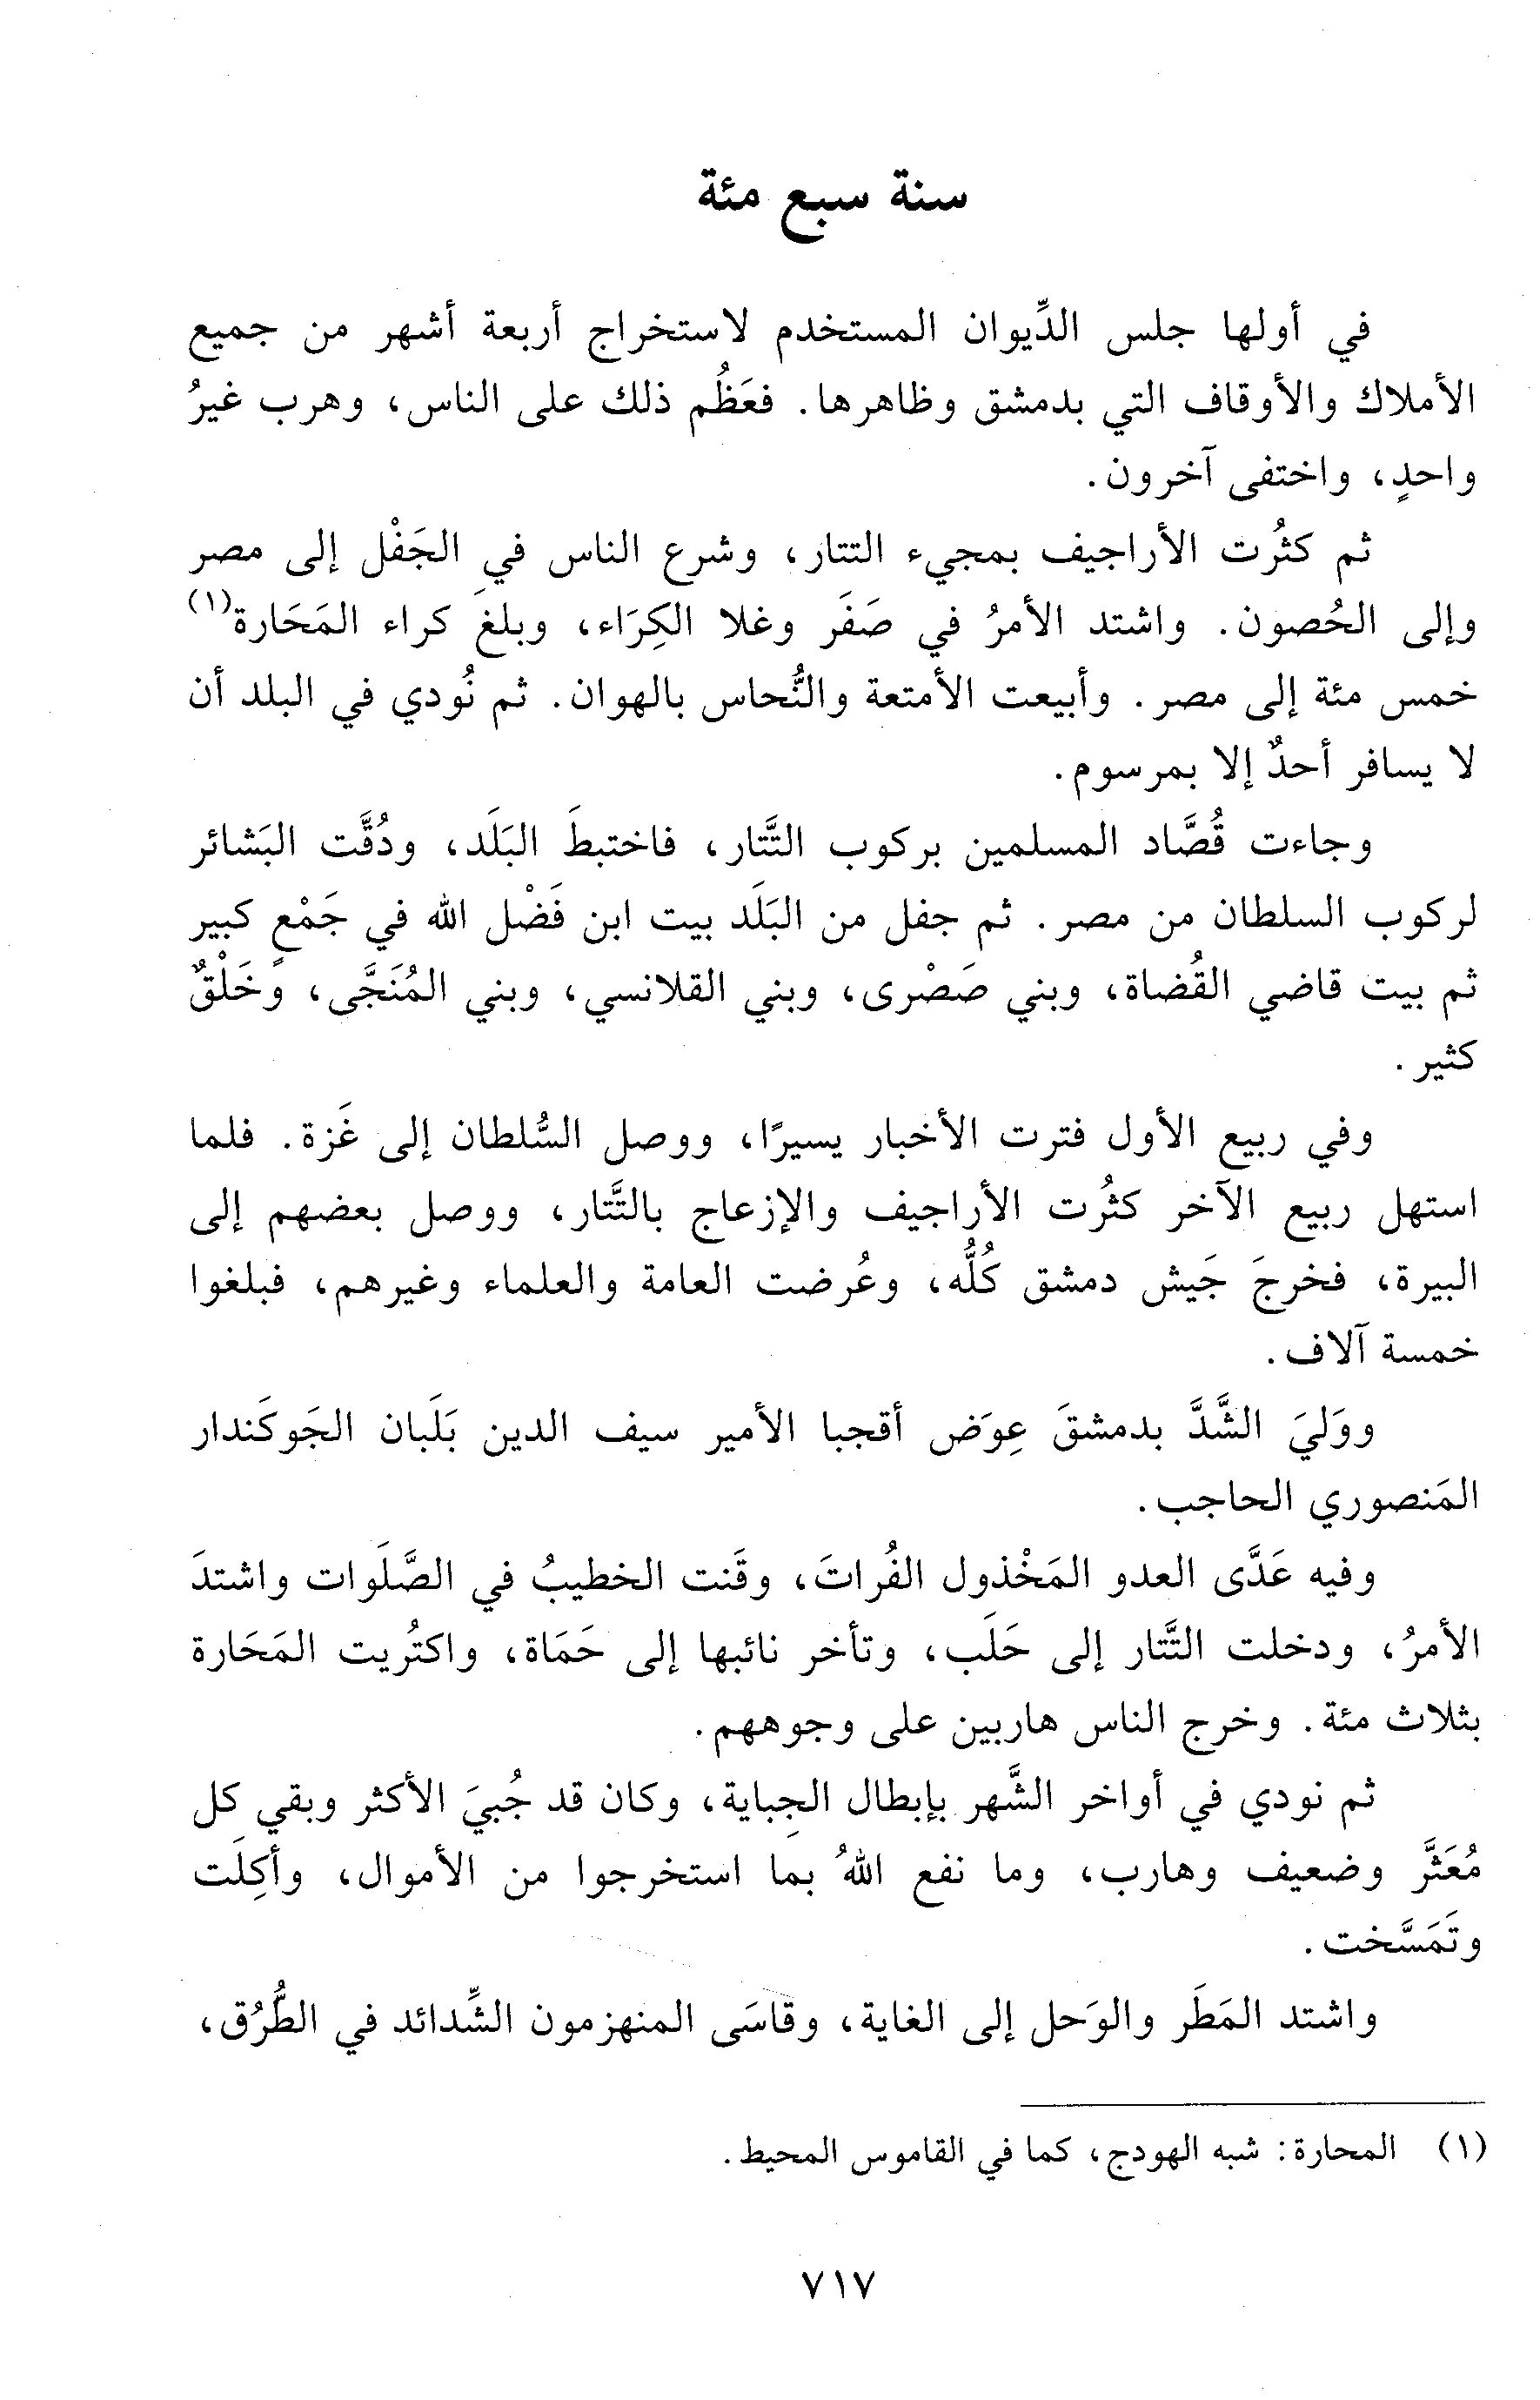 سنة سبع مئة
في أولها جلس الدِّيوان المستخدم لاستخراج أربعة أشهر من جميع
الأملاك والأوقاف التي بدمشق وظاهرها. فعَظُم ذلك على الناس، وهرب غيرُ
واحدٍ، واختفى آخرون.
ثم كثُرت الأراجيف بمجيء التتار، وشرع الناس في الجَفْل إلى مصر
وإلى الحُصون. واشتد الأمرُ في صَفَر وغلا الكِرَاء، وبلغَ كراء المَحَارة(١)
خمس مئة إلى مصر. وأبيعت الأمتعة والنُّحاس بالهوان. ثم نُودي في البلد أن
لا يسافر أحدٌ إلا بمرسوم.
وجاءت قُصَّاد المسلمين بركوب التَّتار، فاختبطَ البَلَد، ودُقَّت البَشائر
لركوب السلطان من مصر. ثم جفل من البَلَد بيت ابن فَضْل الله في جَمْعٍ كبير
ثم بيت قاضي القُضاة، وبني صَصْرى، وبني القلانسي، وبني المُنَجَّى، وخَلْقٌ
كثير.
وفي ربيع الأول فترت الأخبار يسيرًا، ووصل السُّلطان إلى غَزة. فلما
استهل ربيع الآخر كثُرت الأراجيف والإزعاج بالتَّتار، ووصل بعضهم إلى
البيرة، فخرجَ جَيش دمشق كُلُّه، وعُرضت العامة والعلماء وغيرهم، فبلغوا
خمسة آلاف.
ووَليَ الشَّدَّ بدمشقَ عِوَض أقجبا الأمير سيف الدين بَلَبان الجَوكَندار
المَنصوري الحاجب.
وفيه عَدَّى العدو المَخْذول الفُراتَ، وقَنت الخطيبُ في الصَّلَوات واشتدَ
الأمرُ، ودخلت التَّتار إلى حَلَب، وتأخر نائبها إلى حَمَاة، واكتُريت المَحَارة
بثلاث مئة. وخرج الناس هاربين على وجوههم.
ثم نودي في أواخر الشَّهر بإبطال الجِباية، وكان قد جُبيَ الأكثر وبقي كل
مُعَثَّر وضعيف وهارب، وما نفع اللهُ بما استخرجوا من الأموال، وأكِلَت
وتَمَسَّخت.
واشتد المَطَر والوَحل إلى الغاية، وقاسَى المنهزمون الشِّدائد في الطُّرُق،
(١) المحارة: شبه الهودج، كما في القاموس المحيط.
٧١٧